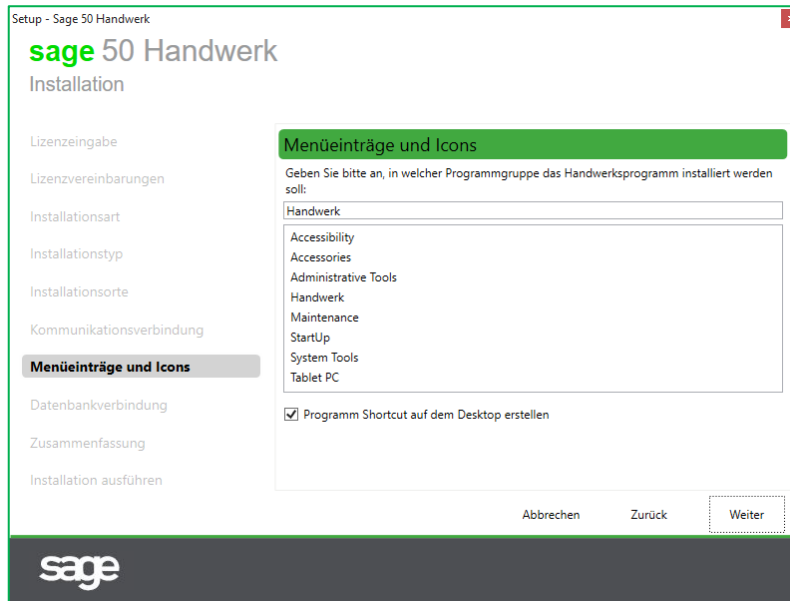 Setup - Sage 50 Handwerk
sage 50 Handwerk
Installation
Lizenzeingabe
Lizenzvereinbarungen
Installationsart
Installationstyp
Installationsorte
Kommunikationsverbindung
Menüeinträge und Icons
Datenbankverbindung
Zusammenfassung
Installation ausführen
Menüeinträge und Icons
Geben Sie bitte an, in welcher Programmgruppe das Handwerksprogramm installiert werden
soll:
Handwerk
Accessibility
Accessories
Administrative Tools
Handwerk
Maintenance
StartUp
System Tools
Tablet PC
Programm Shortcut auf dem Desktop erstellen
Abbrechen Zurück Weiter
sage